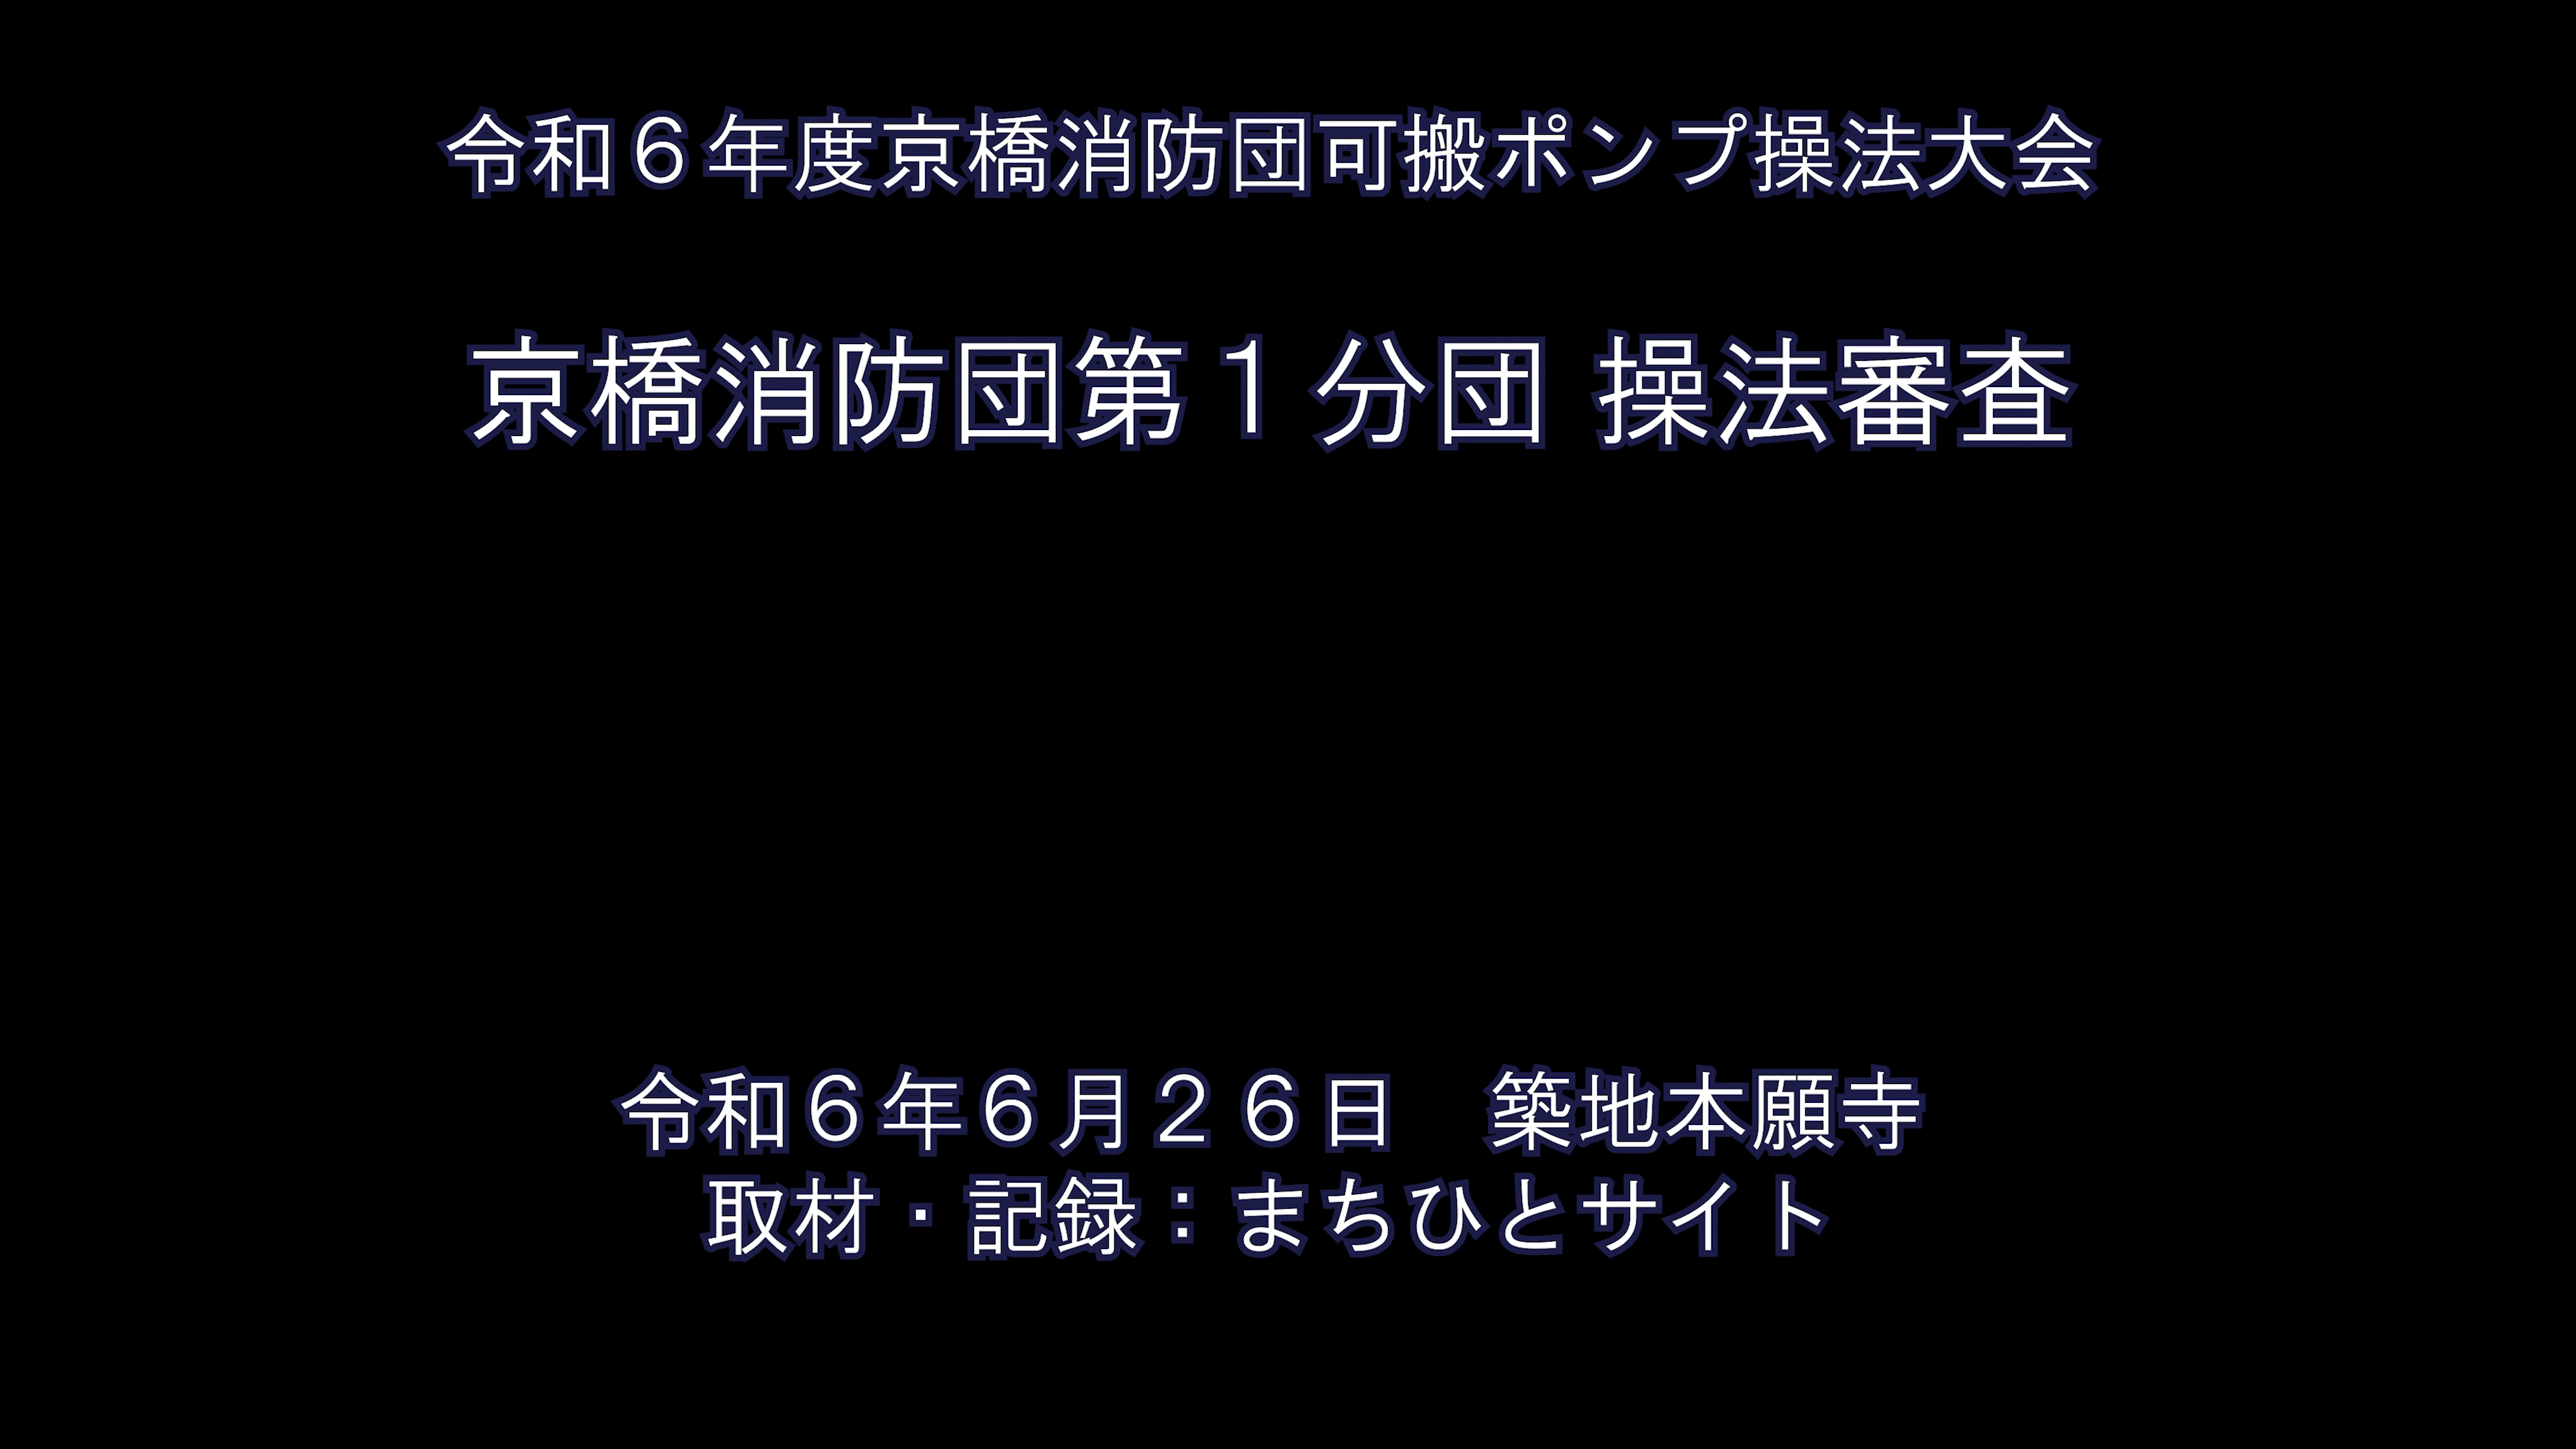 令和６年度京橋消防団可搬ポンプ操法大会
京橋消防団第１分団 操法審査
令和６年６月２６日　築地本願寺
取材・記録：まちひとサイト